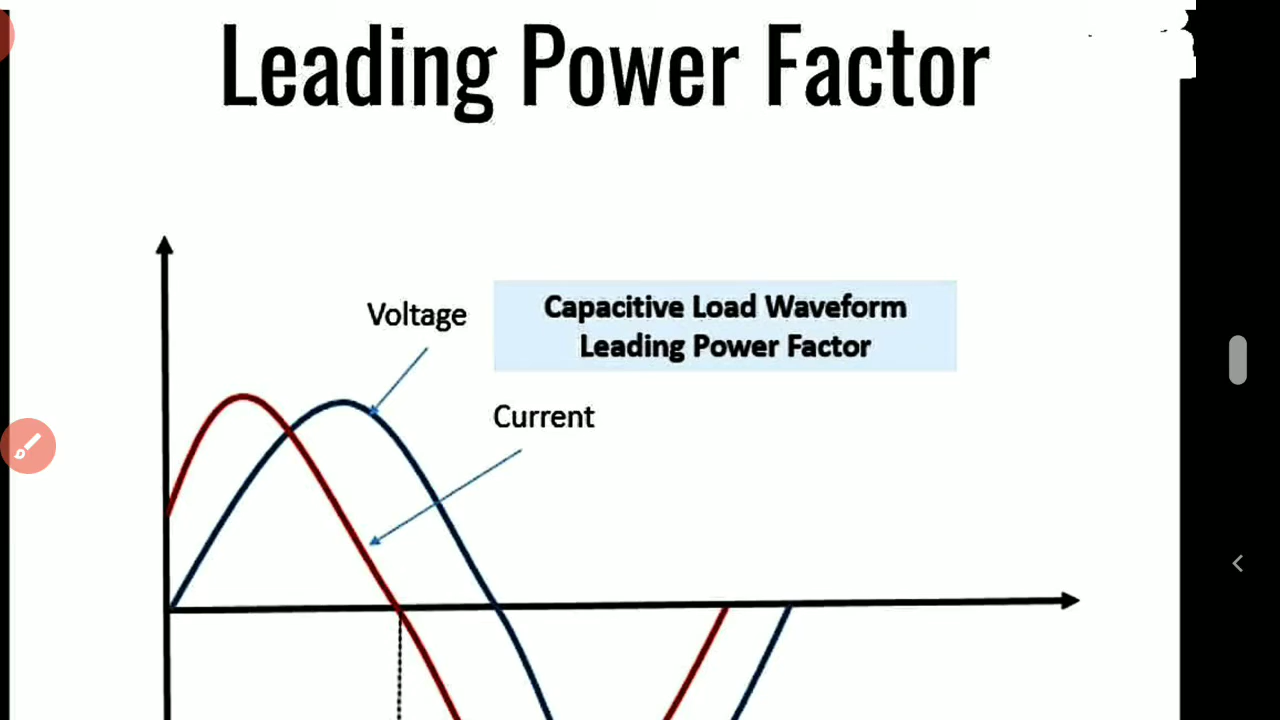 Leading Power Factor
Voltage
Capacitive Load Waveform
Leading Power Factor
Current